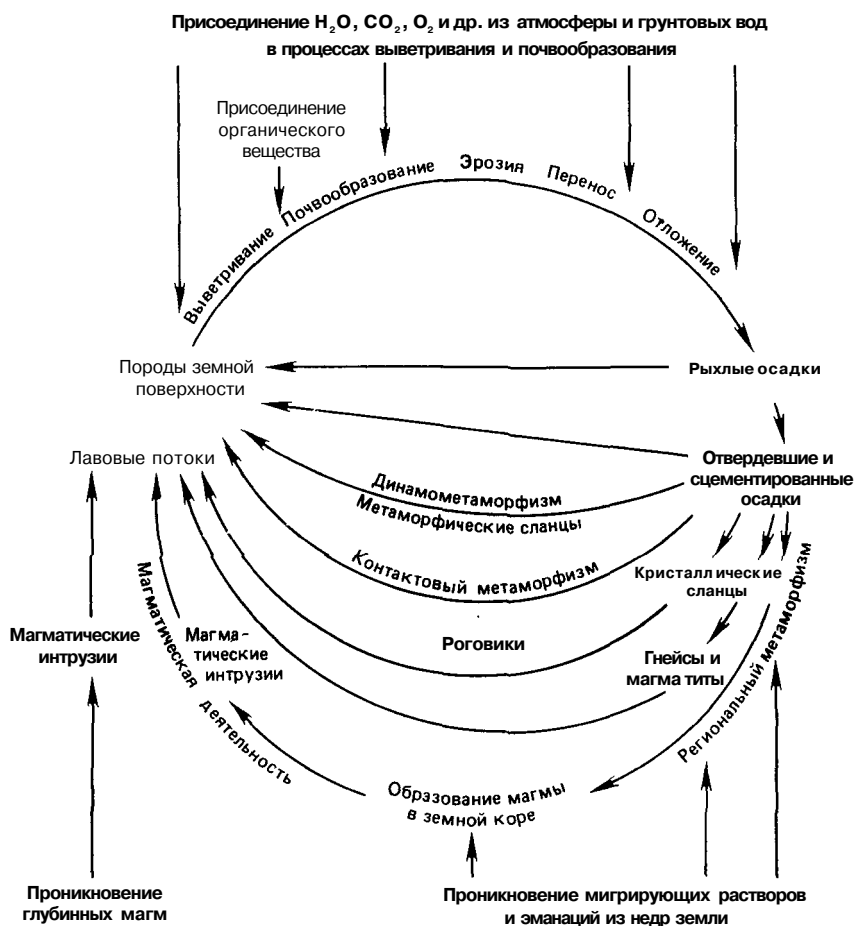 Присоединение H₂O, CO₂, O₂ и др. из атмосферы и грунтовых вод
в процессах выветривания и почвообразования
Присоединение
органического
вещества
Выветривание Почвообразование Эрозия Перенос Отложение
Породы земной
поверхности
Рыхлые осадки
Лавовые потоки
Отвердевшие и
сцементированные
осадки
Динамометаморфизм
Метаморфические сланцы
Контактовый метаморфизм
Кристаллические
сланцы
Региональный метаморфизм
Магматическая деятельность
Магматические
интрузии
Магма-
тические
интрузии
Роговики
Гнейсы и
магматиты
Образование магмы
в земной коре
Проникновение
глубинных магм
Проникновение мигрирующих растворов
и эманаций из недр земли